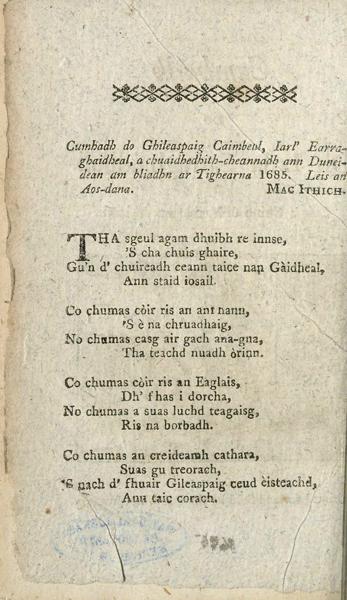 Cumhadh do Ghileaspaig Caimbeul, Iarl' Earra-
ghaidheal, a chuaidhedhith-cheannadh ann Dunei-
dean am bliadhn ar Tighearna 1685. Leis an
Aos-dana. MAC ITHICH.
THA sgeul agam dhuibh re innse,
'S cha chuis ghaire,
Gu'n d' chuireadh ceann taice nan Gàidheal,
Ann staid iosail.
Co chumas còir ris an ant nann,
'S è na chruadhaig,
No chumas casg air gach ana-gna,
Tha teachd nuadh òrinn.
Co chumas còir ris an Eaglais,
Dh' fhas i dorcha,
No chumas a suas luchd teagaisg,
Ris na borbadh.
Co chumas an creideamh cathara,
Suas gu treorach,
'S nach d' fhuair Gileaspaig ceud èisteachd,
Ann taic corach.